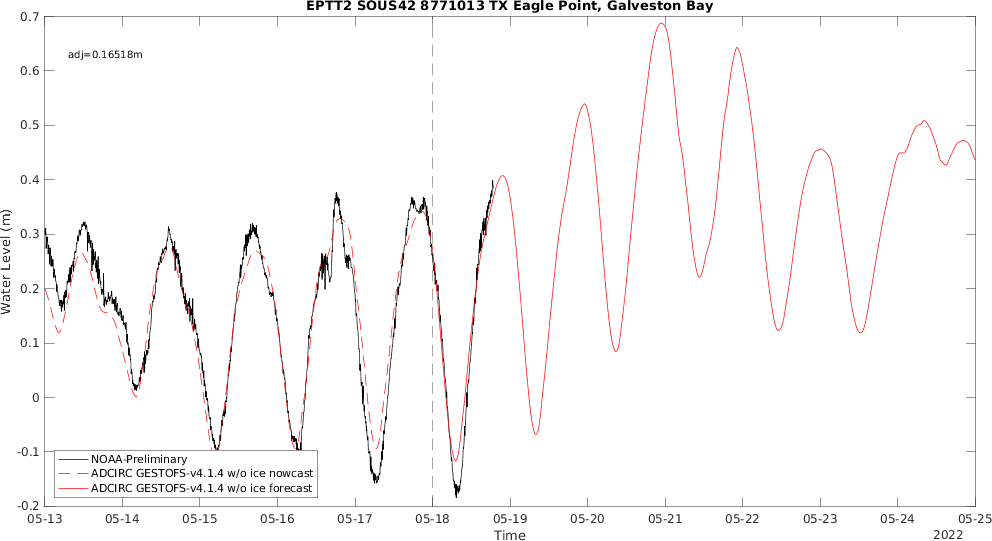 EPTT2 SOUS42 8771013 TX Eagle Point, Galveston Bay
0.7
adj=0.16518m
0.6
0.5
0.4
0.3
0.2
0.1
0
-0.1
-0.2
Water Level (m)
NOAA-Preliminary
ADCIRC GESTOFS-v4.1.4 w/o ice nowcast
ADCIRC GESTOFS-v4.1.4 w/o ice forecast
05-13 05-14 05-15 05-16 05-17 05-18 05-19 05-20 05-21 05-22 05-23 05-24 05-25
Time
2022